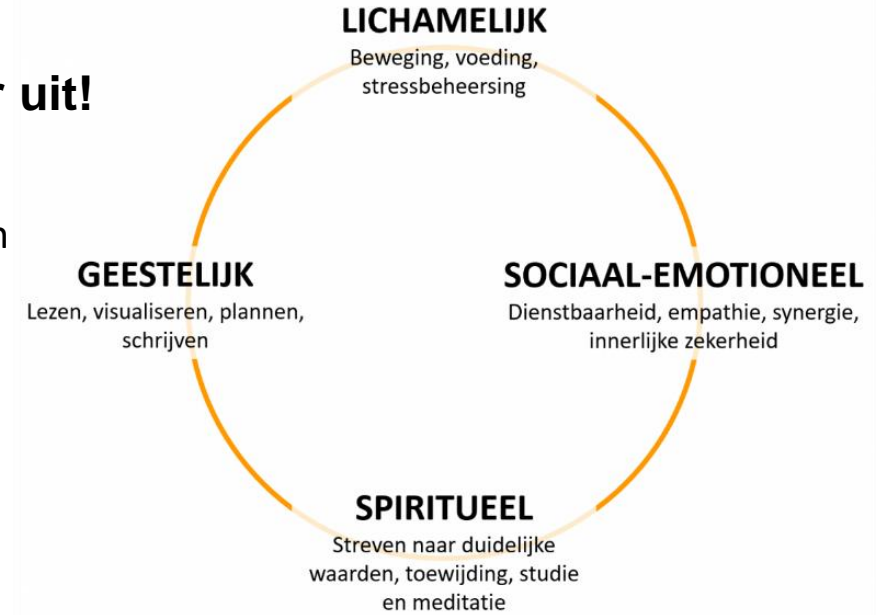 LICHAMELIJK
Beweging, voeding,
stressbeheersing
uit!
n
GEESTELIJK
Lezen, visualiseren, plannen,
schrijven
SOCIAAL-EMOTIONEEL
Dienstbaarheid, empathie, synergie,
innerlijke zekerheid
SPIRITUEEL
Streven naar duidelijke
waarden, toewijding, studie
en meditatie